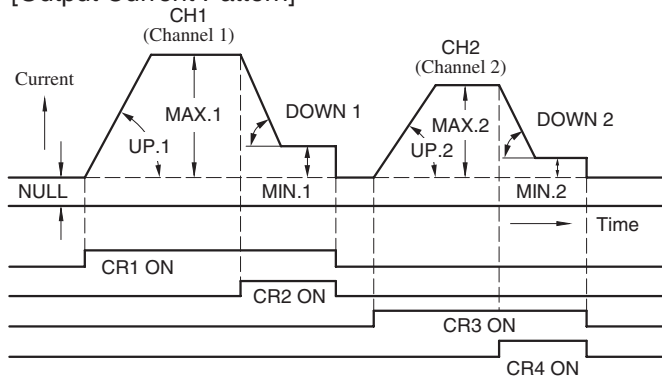 [Output Current Pattern]
CH1
(Channel 1)
CH2
(Channel 2)
Current
MAX.1
DOWN 1
MAX.2
DOWN 2
UP.1
UP.2
NULL
MIN.1
MIN.2
Time
CR1 ON
CR2 ON
CR3 ON
CR4 ON